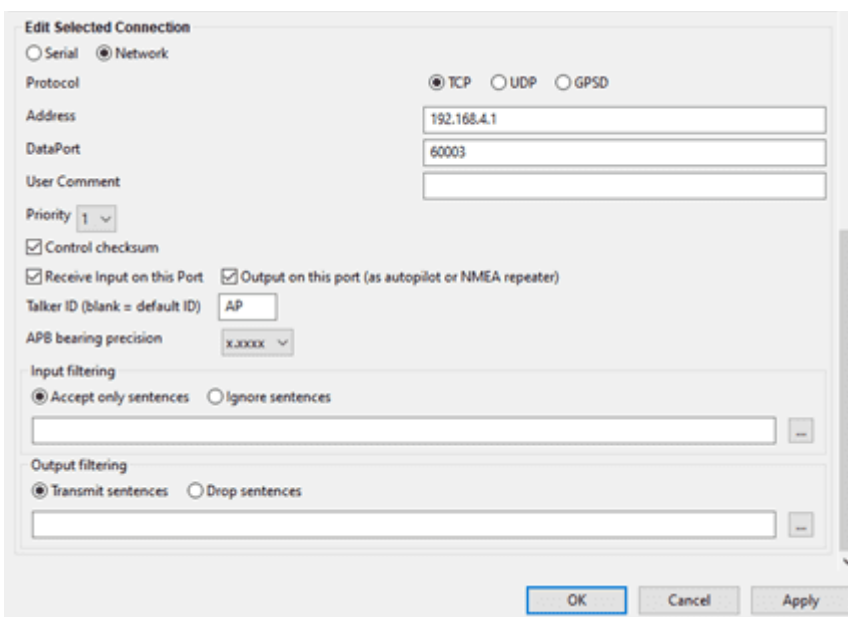 Edit Selected Connection
Serial Network
Protocol TCP UDP GPSD
Address 192.168.4.1
DataPort 60003
User Comment
Priority 1
Control checksum
Receive Input on this Port Output on this port (as autopilot or NMEA repeater)
Talker ID (blank = default ID) AP
APB bearing precision x.xxxx
Input filtering
Accept only sentences Ignore sentences
...
Output filtering
Transmit sentences Drop sentences
...
OK Cancel Apply